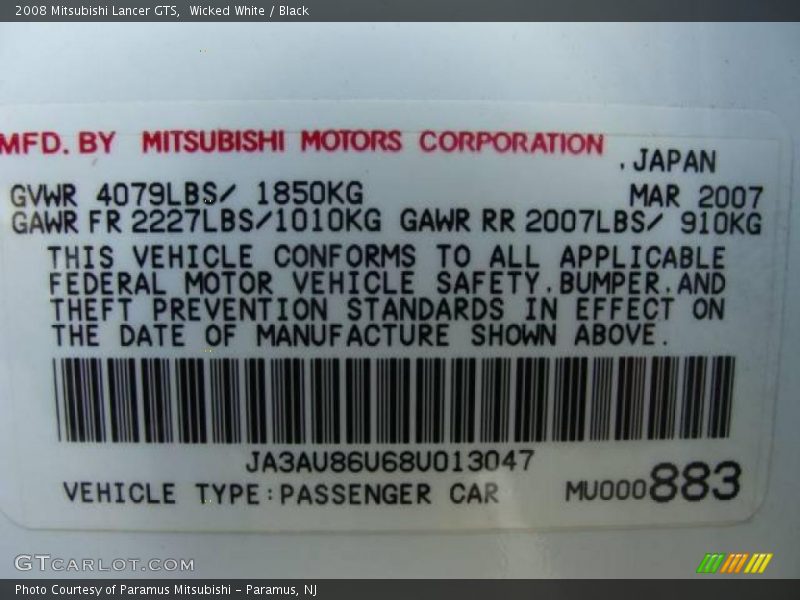 2008 Mitsubishi Lancer GTS, Wicked White / Black
MFD. BY MITSUBISHI MOTORS CORPORATION
.JAPAN
GVWR 4079LBS/ 1850KG MAR 2007
GAWR FR 2227LBS/1010KG GAWR RR 2007LBS/ 910KG
THIS VEHICLE CONFORMS TO ALL APPLICABLE
FEDERAL MOTOR VEHICLE SAFETY.BUMPER.AND
THEFT PREVENTION STANDARDS IN EFFECT ON
THE DATE OF MANUFACTURE SHOWN ABOVE.
JA3AU86U68U013047
VEHICLE TYPE:PASSENGER CAR MU000883
GTCARLOT.COM
Photo Courtesy of Paramus Mitsubishi - Paramus, NJ